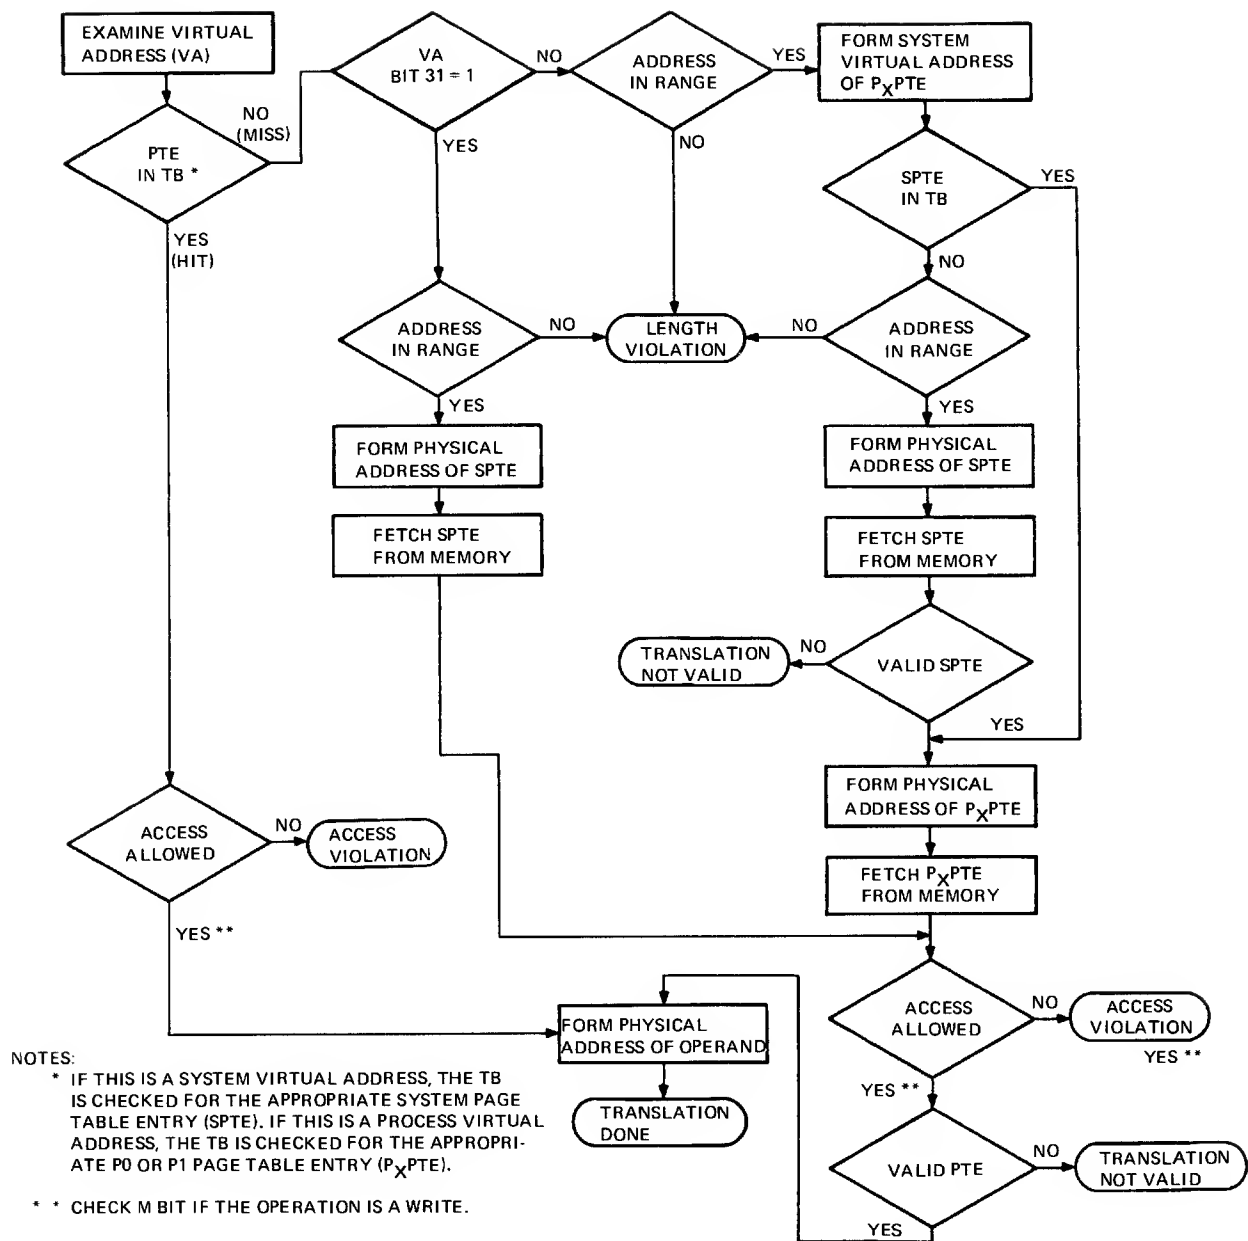 EXAMINE VIRTUAL
ADDRESS (VA)
PTE
IN TB *
NO
(MISS)
YES
(HIT)
VA
BIT 31 = 1
NO
YES
ADDRESS
IN RANGE
YES
NO
FORM SYSTEM
VIRTUAL ADDRESS
OF PXPTE
SPTE
IN TB
YES
NO
ADDRESS
IN RANGE
NO
YES
LENGTH
VIOLATION
NO
ADDRESS
IN RANGE
YES
FORM PHYSICAL
ADDRESS OF SPTE
FETCH SPTE
FROM MEMORY
FORM PHYSICAL
ADDRESS OF SPTE
FETCH SPTE
FROM MEMORY
TRANSLATION
NOT VALID
NO
VALID SPTE
YES
FORM PHYSICAL
ADDRESS OF PXPTE
FETCH PXPTE
FROM MEMORY
ACCESS
ALLOWED
NO
ACCESS
VIOLATION
YES **
FORM PHYSICAL
ADDRESS OF OPERAND
TRANSLATION
DONE
ACCESS
ALLOWED
NO
ACCESS
VIOLATION
YES **
YES **
VALID PTE
NO
TRANSLATION
NOT VALID
YES
NOTES:
* IF THIS IS A SYSTEM VIRTUAL ADDRESS, THE TB
IS CHECKED FOR THE APPROPRIATE SYSTEM PAGE
TABLE ENTRY (SPTE). IF THIS IS A PROCESS VIRTUAL
ADDRESS, THE TB IS CHECKED FOR THE APPROPRI-
ATE P0 OR P1 PAGE TABLE ENTRY (PXPTE).
* * CHECK M BIT IF THE OPERATION IS A WRITE.